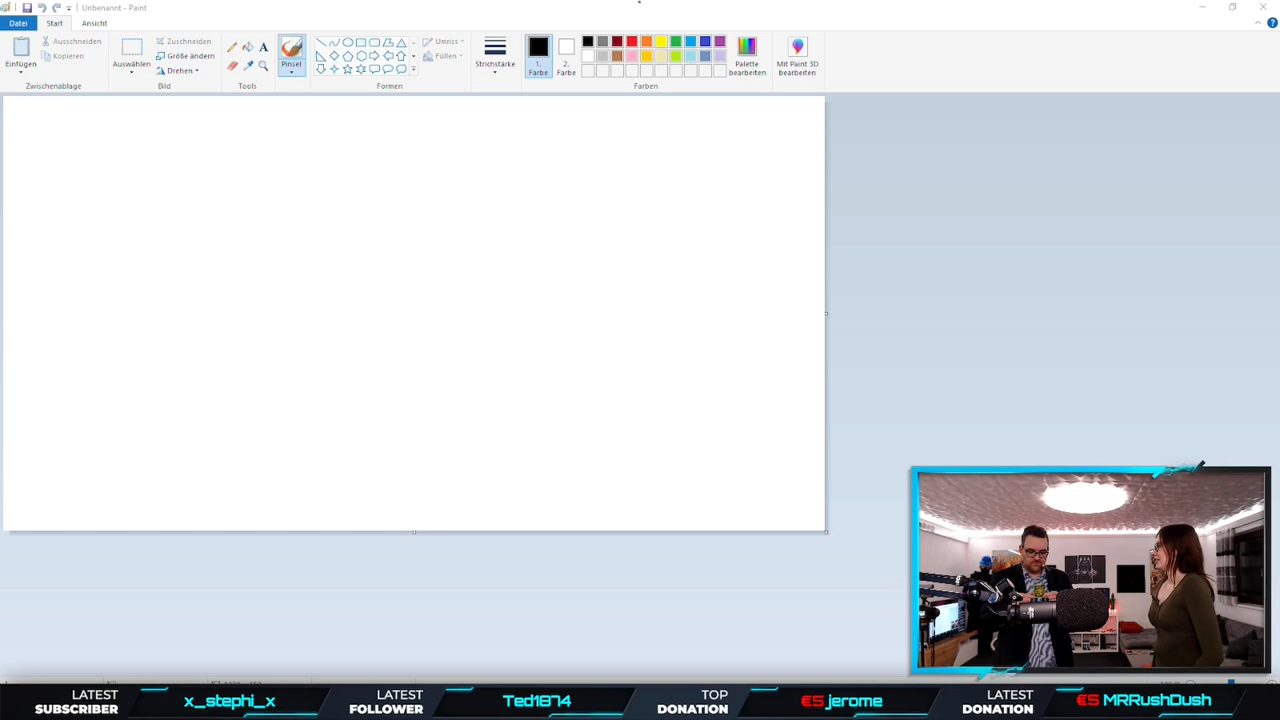 Unbenannt - Paint
Datei Start Ansicht
Einfügen
Ausschneiden
Kopieren
Zwischenablage
Auswählen
Zuschneiden
Größe ändern
Drehen
Bild
A
Tools
Pinsel
Umriss
Füllen
Formen
Strichstärke
1.
Farbe
2.
Farbe
Palette
bearbeiten
Farben
Mit Paint 3D
bearbeiten
LATEST
SUBSCRIBER
x_stephi_x
LATEST
FOLLOWER
Ted1874
TOP
DONATION
€5 jerome
LATEST
DONATION
€5 MRRushDush